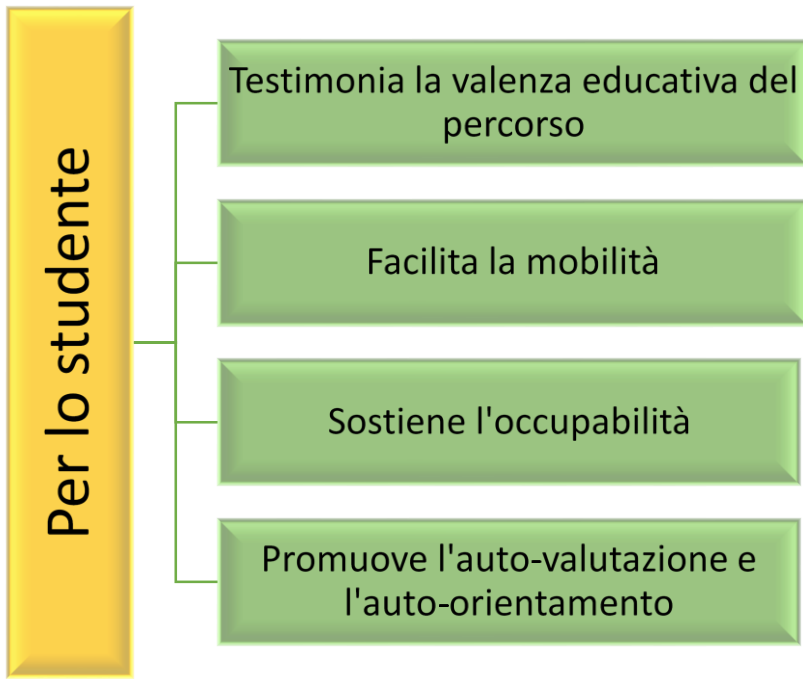 Per lo studente
Testimonia la valenza educativa del
percorso
Facilita la mobilità
Sostiene l'occupabilità
Promuove l'auto-valutazione e
l'auto-orientamento